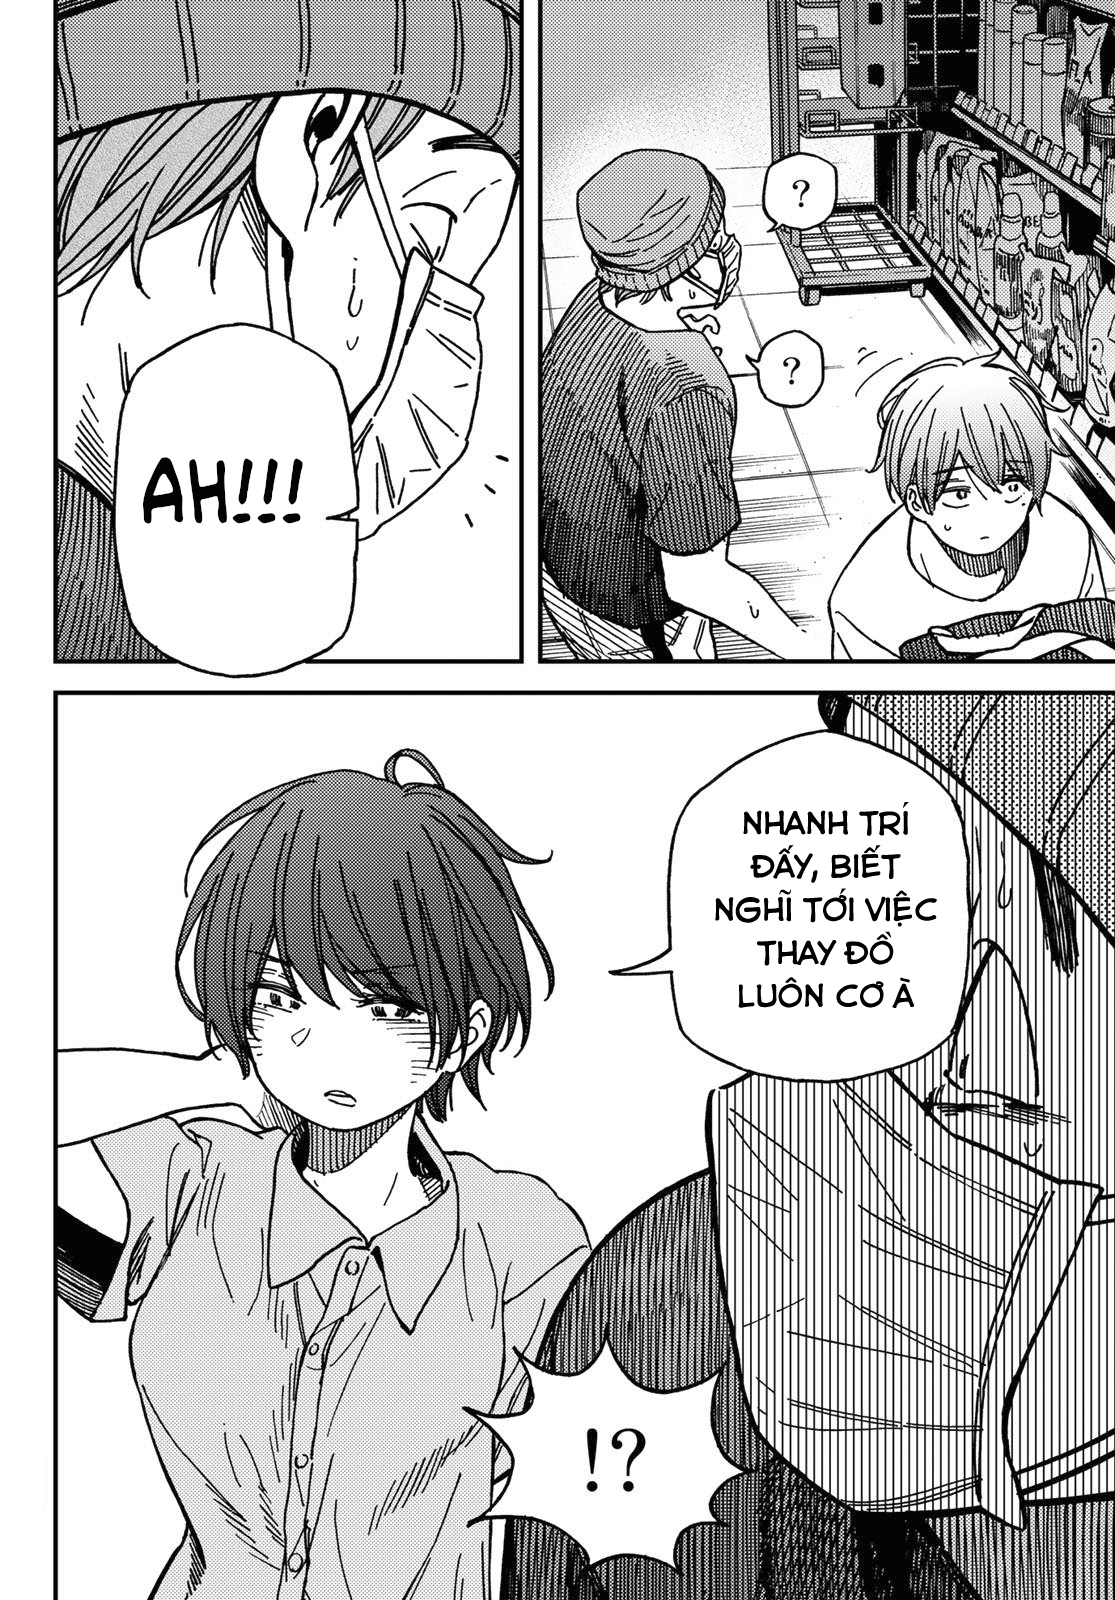 ?
?
AH!!!
NHANH TRÍ
ĐẤY, BIẾT
NGHĨ TỚI VIỆC
THAY ĐỒ
LUÔN CƠ À
!?